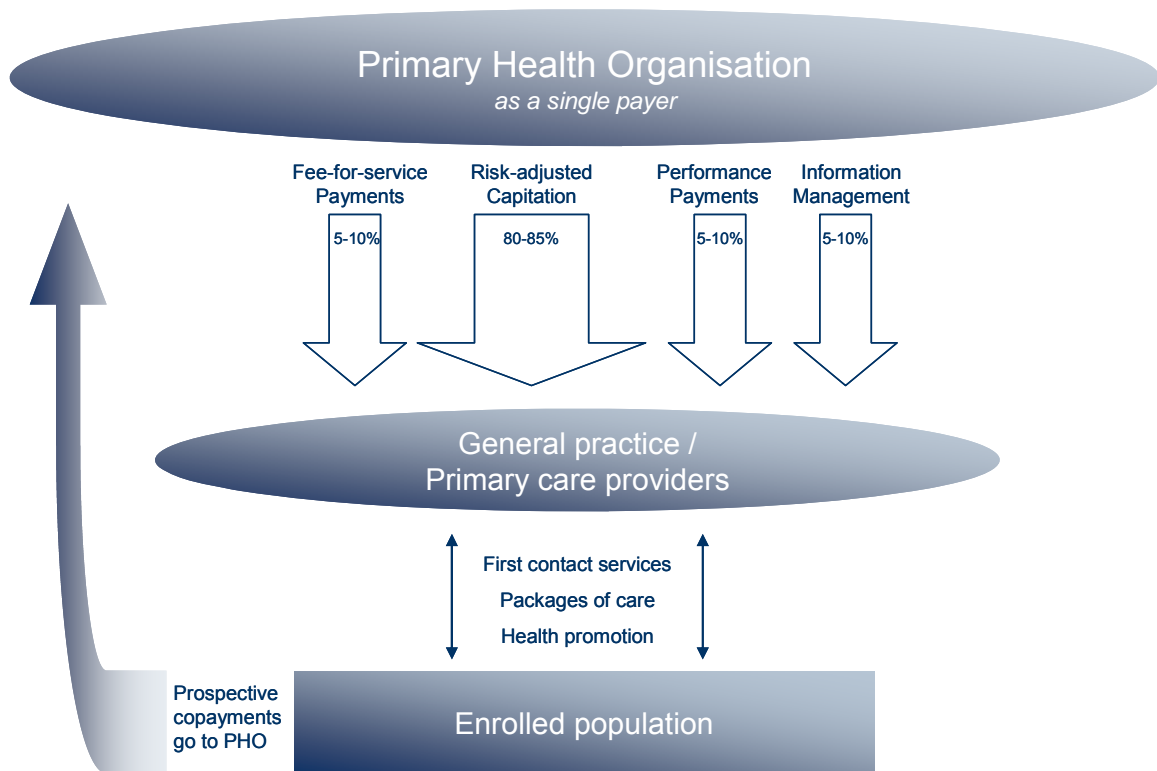 Primary Health Organisation
as a single payer
Fee-for-service
Payments
Risk-adjusted
Capitation
Performance
Payments
Information
Management
5-10%
80-85%
5-10%
5-10%
General practice /
Primary care providers
First contact services
Packages of care
Health promotion
Prospective
copayments
go to PHO
Enrolled population